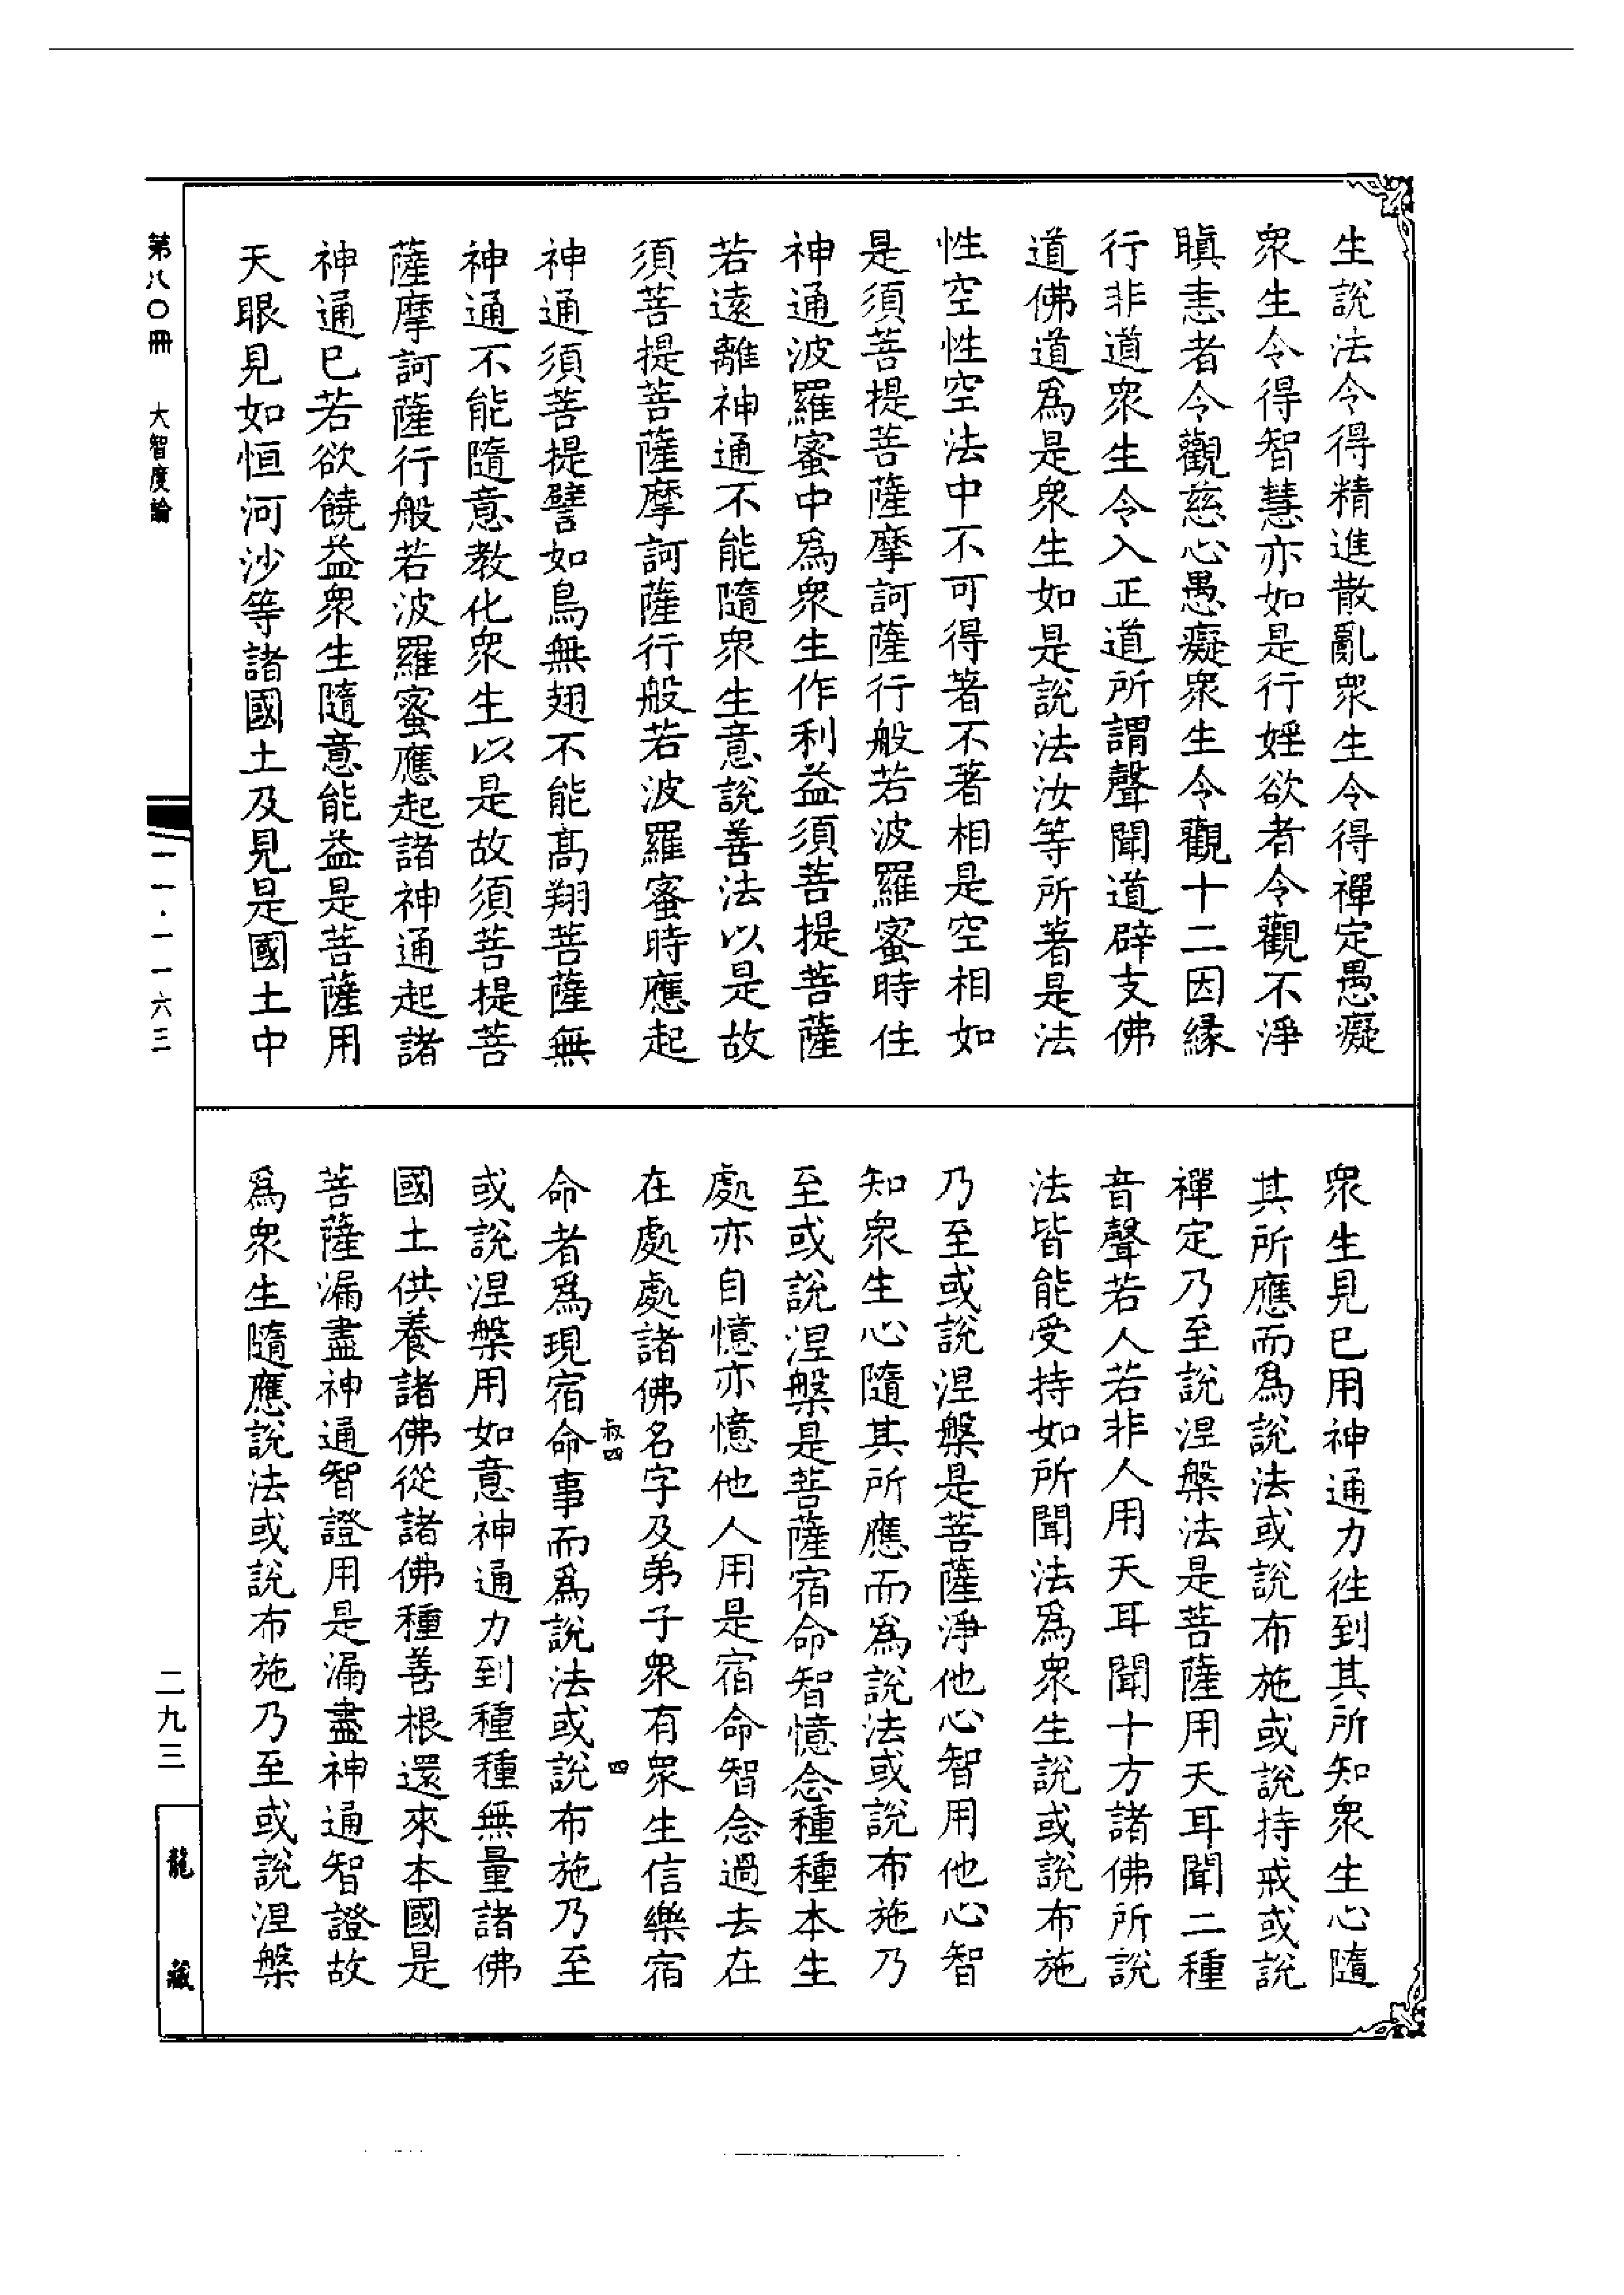 生說法令得精進散亂衆生令得禪定愚癡
衆生令得智慧亦如是行婬欲者令觀不淨
瞋恚者令觀慈心愚癡衆生令觀十二因緣
行非道衆生令入正道所謂聲聞道辟支佛
道佛道爲是衆生如是說法汝等所著是法
性空性空法中不可得著不著相是空相如
是須菩提菩薩摩訶薩行般若波羅蜜時住
神通波羅蜜中爲衆生作利益須菩提菩薩
若遠離神通不能隨衆生意說善法以是故
須菩提菩薩摩訶薩行般若波羅蜜時應起
神通須菩提譬如鳥無翅不能高翔菩薩無
神通不能隨意教化衆生以是故須菩提菩
薩摩訶薩行般若波羅蜜應起諸神通起諸
神通已若欲饒益衆生隨意能益是菩薩用
天眼見如恒河沙等諸國土及見是國土中
衆生見已用神通力徃到其所知衆生心隨
其所應而爲說法或說布施或說持戒或說
禪定乃至說涅槃法是菩薩用天耳聞二種
音聲若人若非人用天耳聞十方諸佛所說
法皆能受持如所聞法爲衆生說或說布施
乃至或說涅槃是菩薩淨他心智用他心智
知衆生心隨其所應而爲說法或說布施乃
至或說涅槃是菩薩宿命智憶念種種本生
處亦自憶亦憶他人用是宿命智念過去在
在處處諸佛名字及弟子衆有衆生信樂宿
叔四
四
命者爲現宿命事而爲說法或說布施乃至
或說涅槃用如意神通力到種種無量諸佛
國土供養諸佛從諸佛種善根還來本國是
菩薩漏盡神通智證用是漏盡神通智證故
爲衆生隨應說法或說布施乃至或說涅槃
第八〇冊　大智度論
一一·一一六三
二九三
龍藏